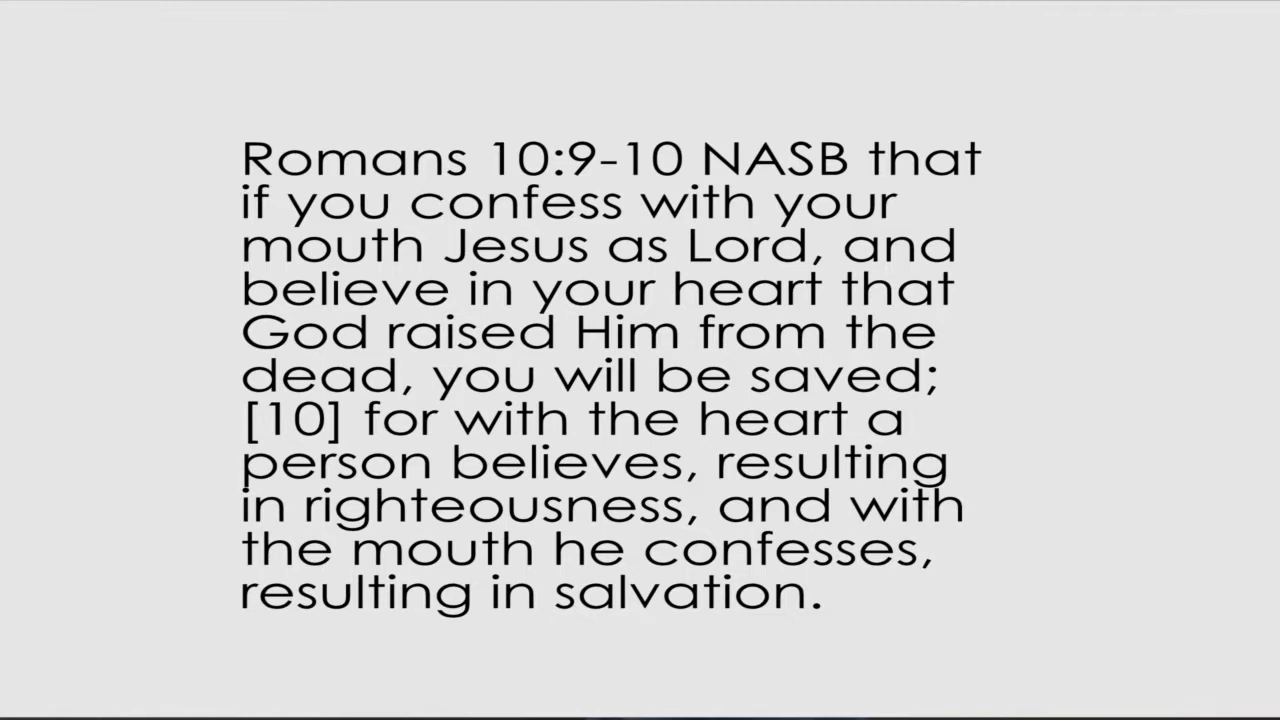 Romans 10:9-10 NASB that
if you confess with your
mouth Jesus as Lord, and
believe in your heart that
God raised Him from the
dead, you will be saved;
[10] for with the heart a
person believes, resulting
in righteousness, and with
the mouth he confesses,
resulting in salvation.